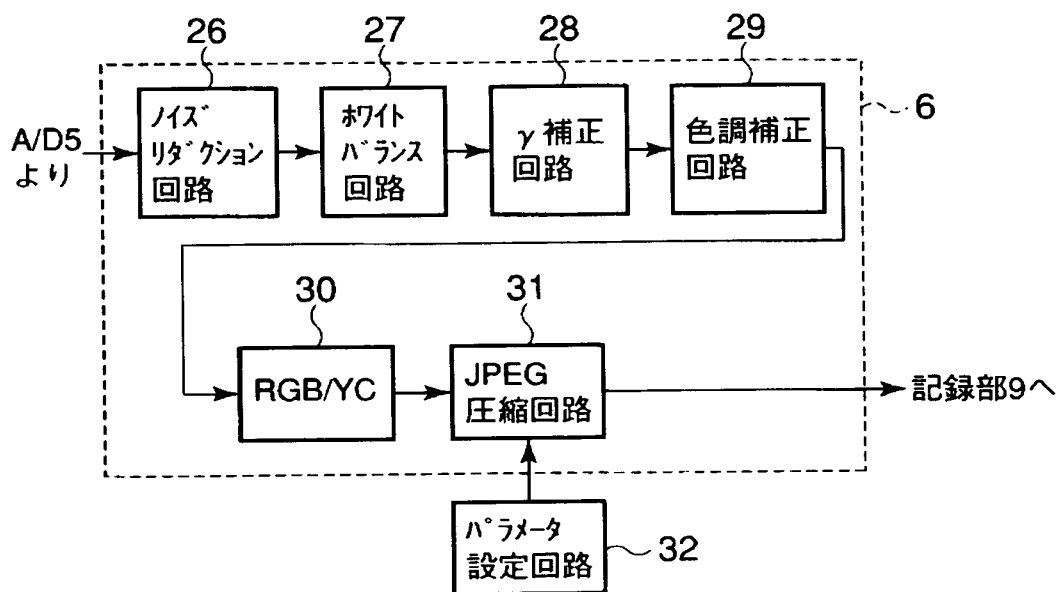 26
27
28
29
6
A/D5
より
ノイズ
リダクション
回路
ホワイト
バランス
回路
γ補正
回路
色調補正
回路
30
31
RGB/YC
JPEG
圧縮回路
記録部9へ
パラメータ
設定回路
32